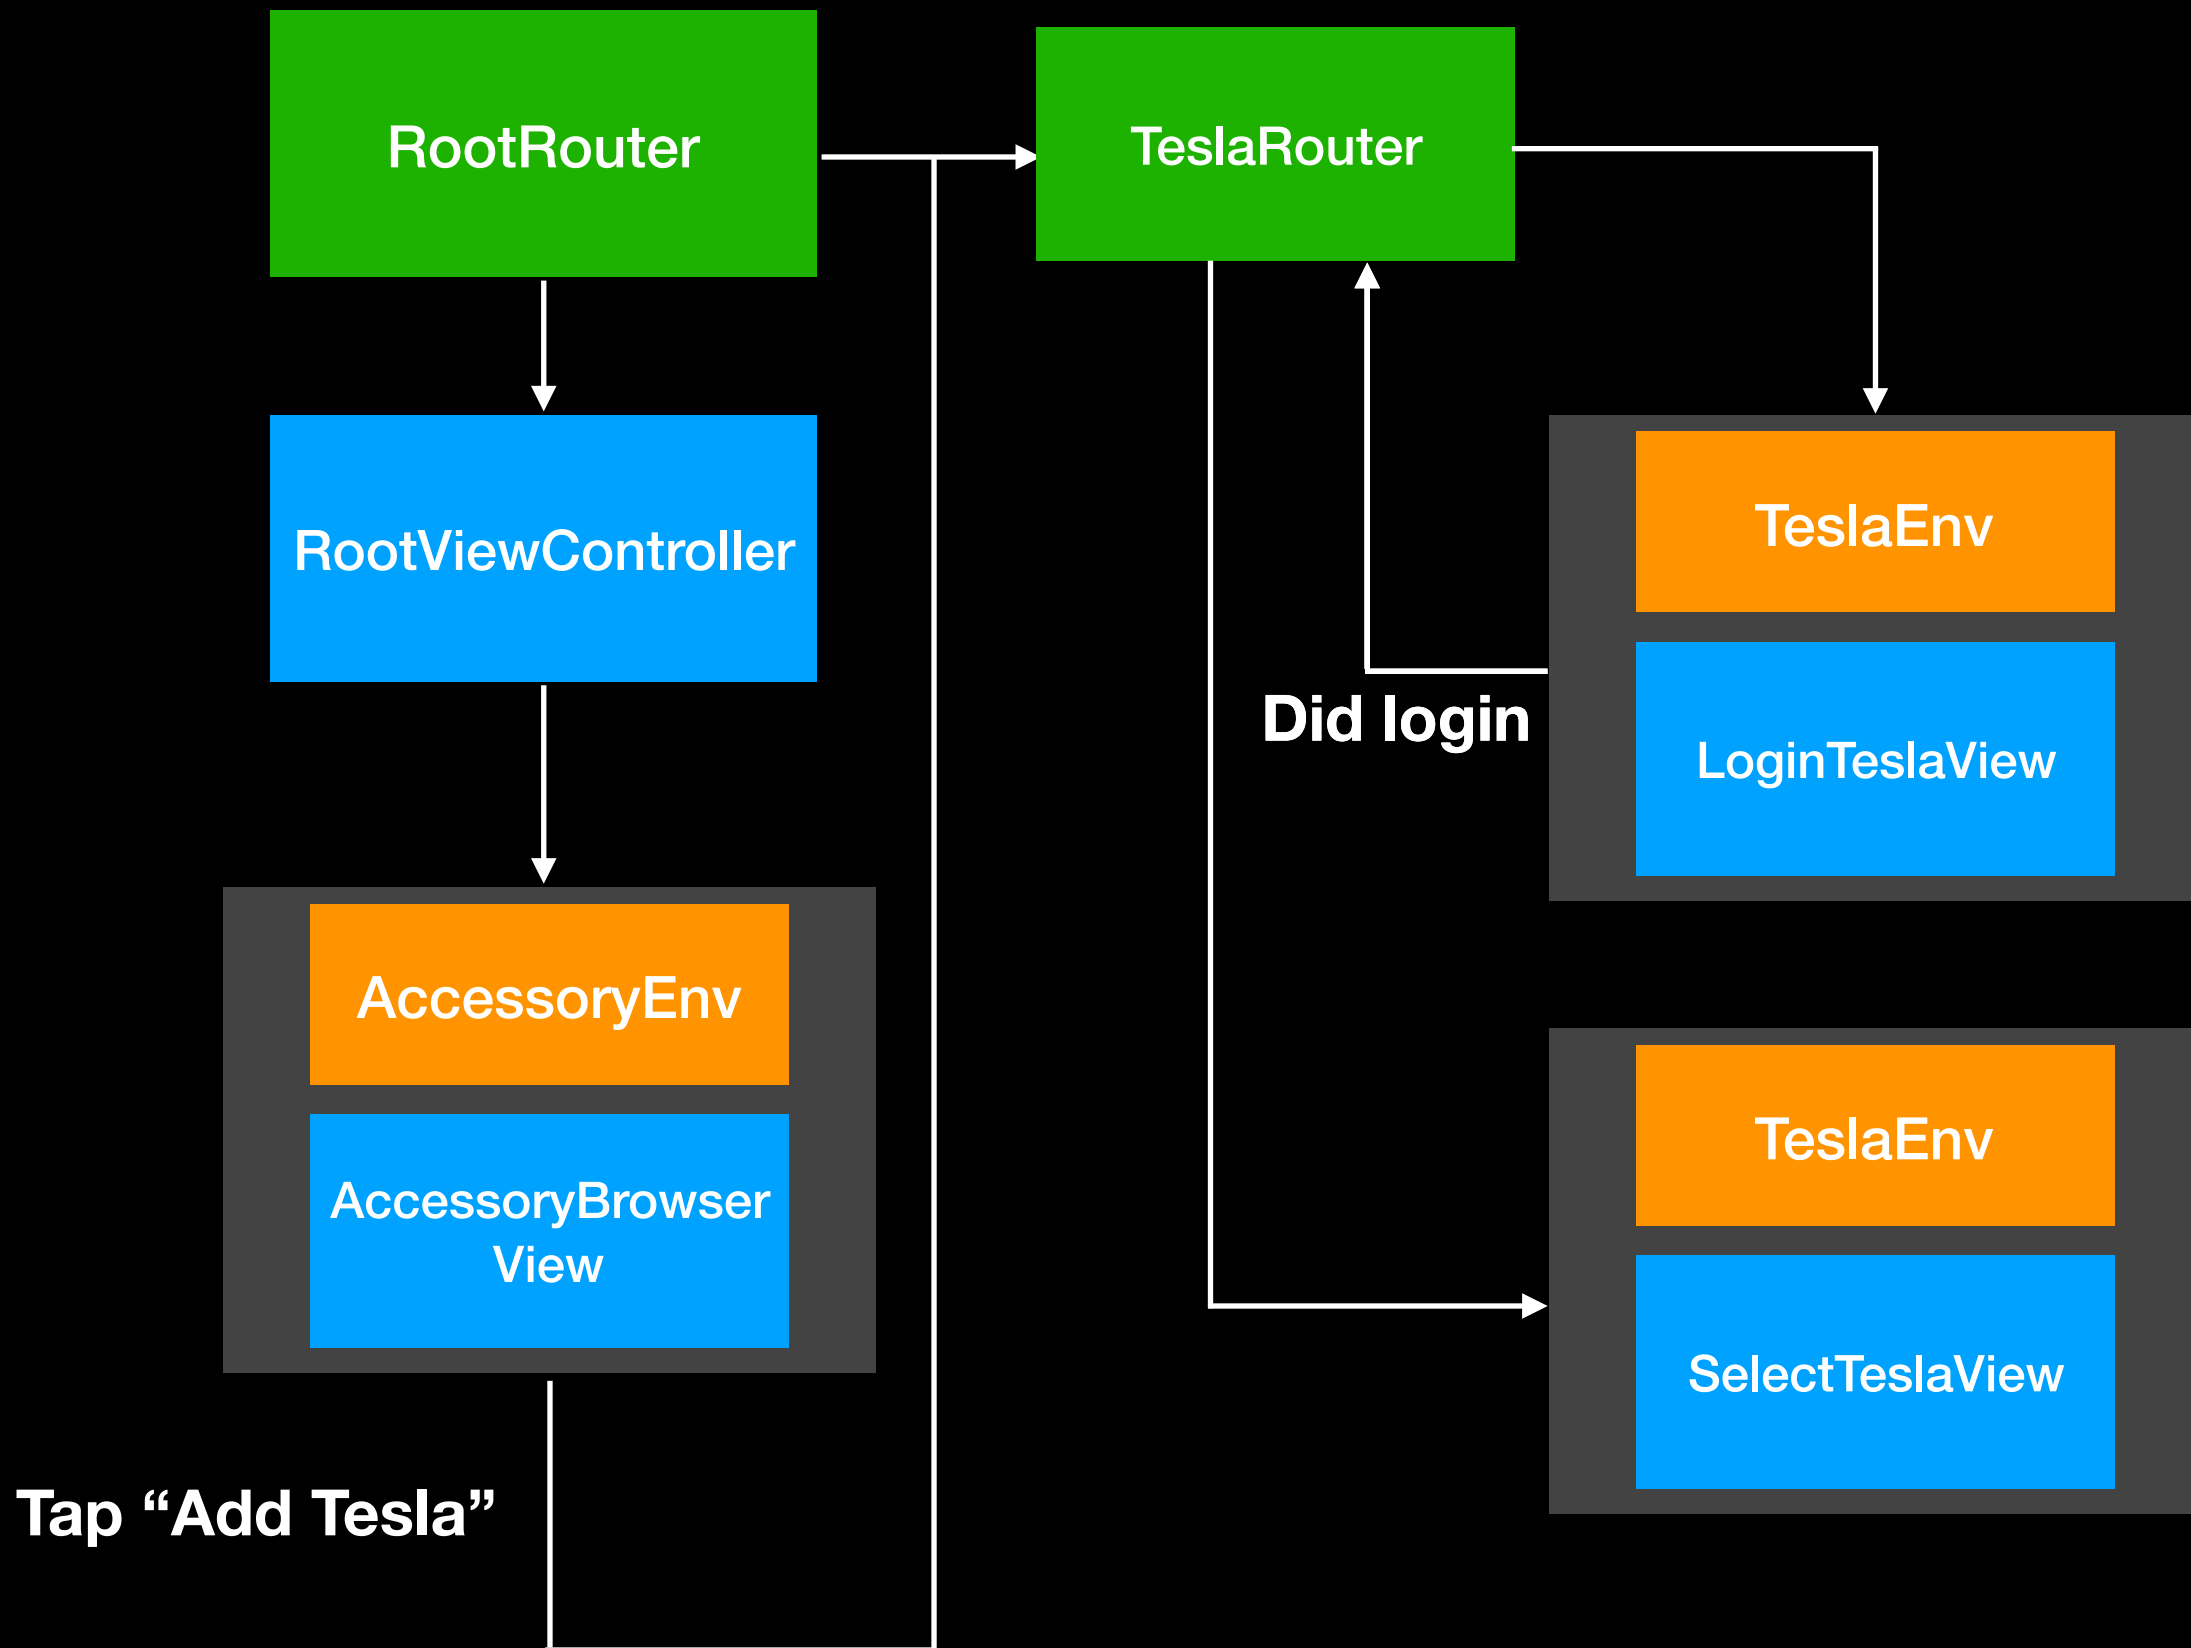 RootRouter
TeslaRouter
RootViewController
TeslaEnv
Did login
LoginTeslaView
AccessoryEnv
AccessoryBrowser
View
TeslaEnv
SelectTeslaView
Tap “Add Tesla”